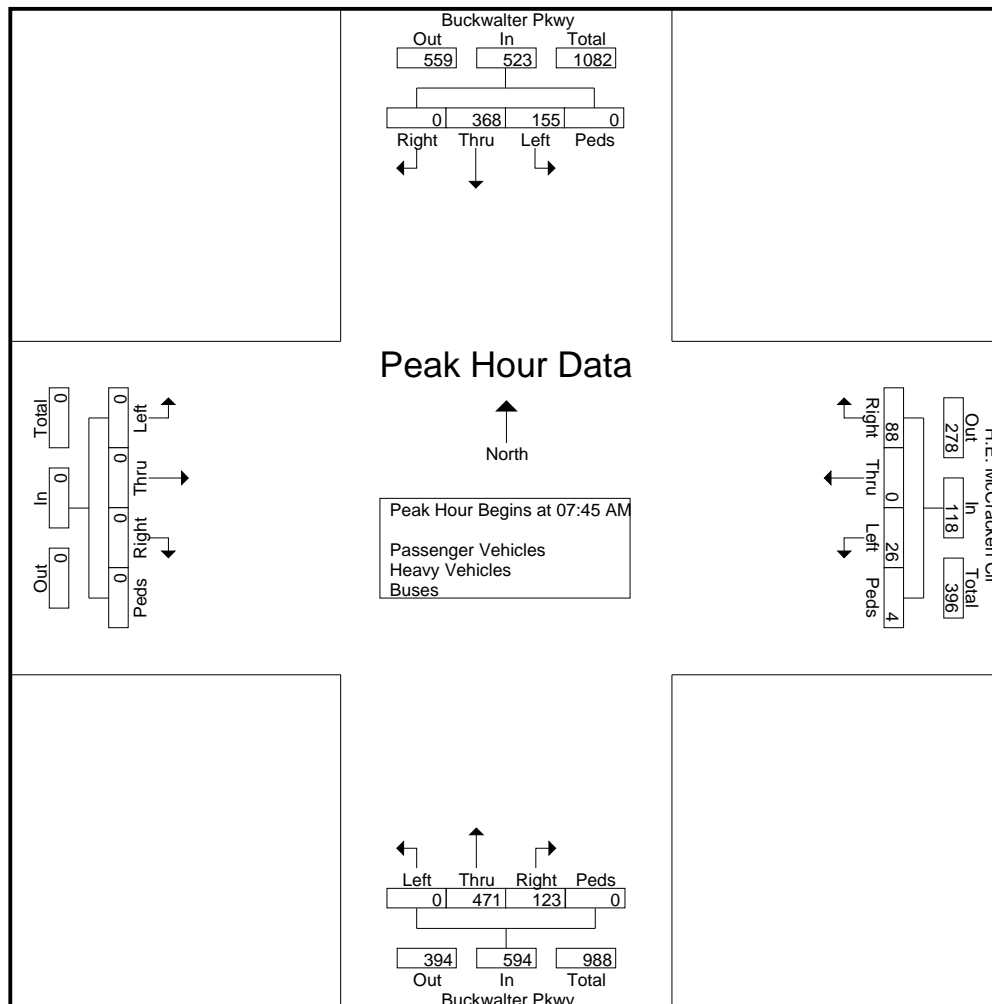 Buckwalter Pkwy
Out In Total
559 523 1082
0 368 155 0
Right Thru Left Peds
Peak Hour Data
North
Peak Hour Begins at 07:45 AM
Passenger Vehicles
Heavy Vehicles
Buses
Total In Out
0 0 0
0 0 0 0
Left Thru Right Peds
Right Thru Left Peds
88 0 26 4
278 118 396
Out In Total
H.E. McCracken Cir
Left Thru Right Peds
0 471 123 0
394 594 988
Out In Total
Buckwalter Pkwy